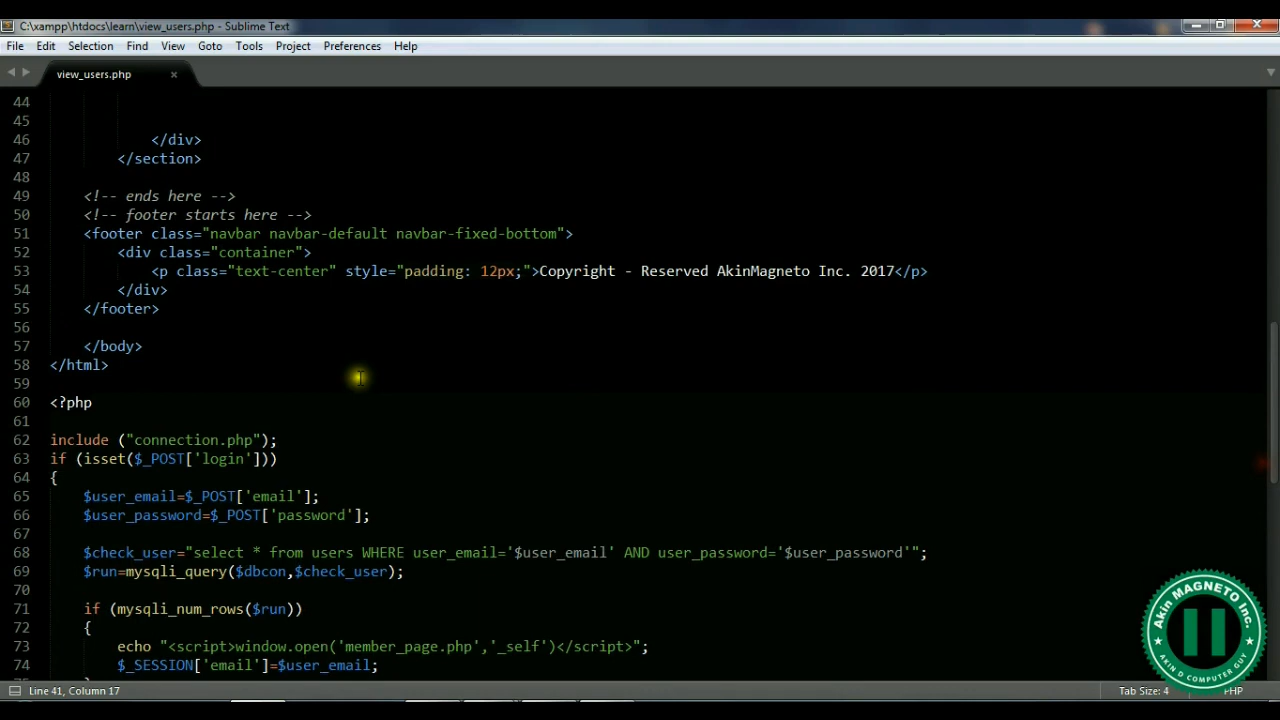 C:\xampp\htdocs\learn\view_users.php - Sublime Text
File Edit Selection Find View Goto Tools Project Preferences Help
view_users.php ×
44
45
46 </div>
47 </section>
48
49 <!-- ends here -->
50 <!-- footer starts here -->
51 <footer class="navbar navbar-default navbar-fixed-bottom">
52 <div class="container">
53 <p class="text-center" style="padding: 12px;">Copyright - Reserved AkinMagneto Inc. 2017</p>
54 </div>
55 </footer>
56
57 </body>
58 </html>
59
60 <?php
61
62 include ("connection.php");
63 if (isset($_POST['login']))
64 {
65 $user_email=$_POST['email'];
66 $user_password=$_POST['password'];
67
68 $check_user="select * from users WHERE user_email='$user_email' AND user_password='$user_password'";
69 $run=mysqli_query($dbcon,$check_user);
70
71 if (mysqli_num_rows($run))
72 {
73 echo "<script>window.open('member_page.php','_self')</script>";
74 $_SESSION['email']=$user_email;
Akin MAGNETO Inc.
AKIN D COMPUTER GUY
Line 41, Column 17
Tab Size: 4
PHP